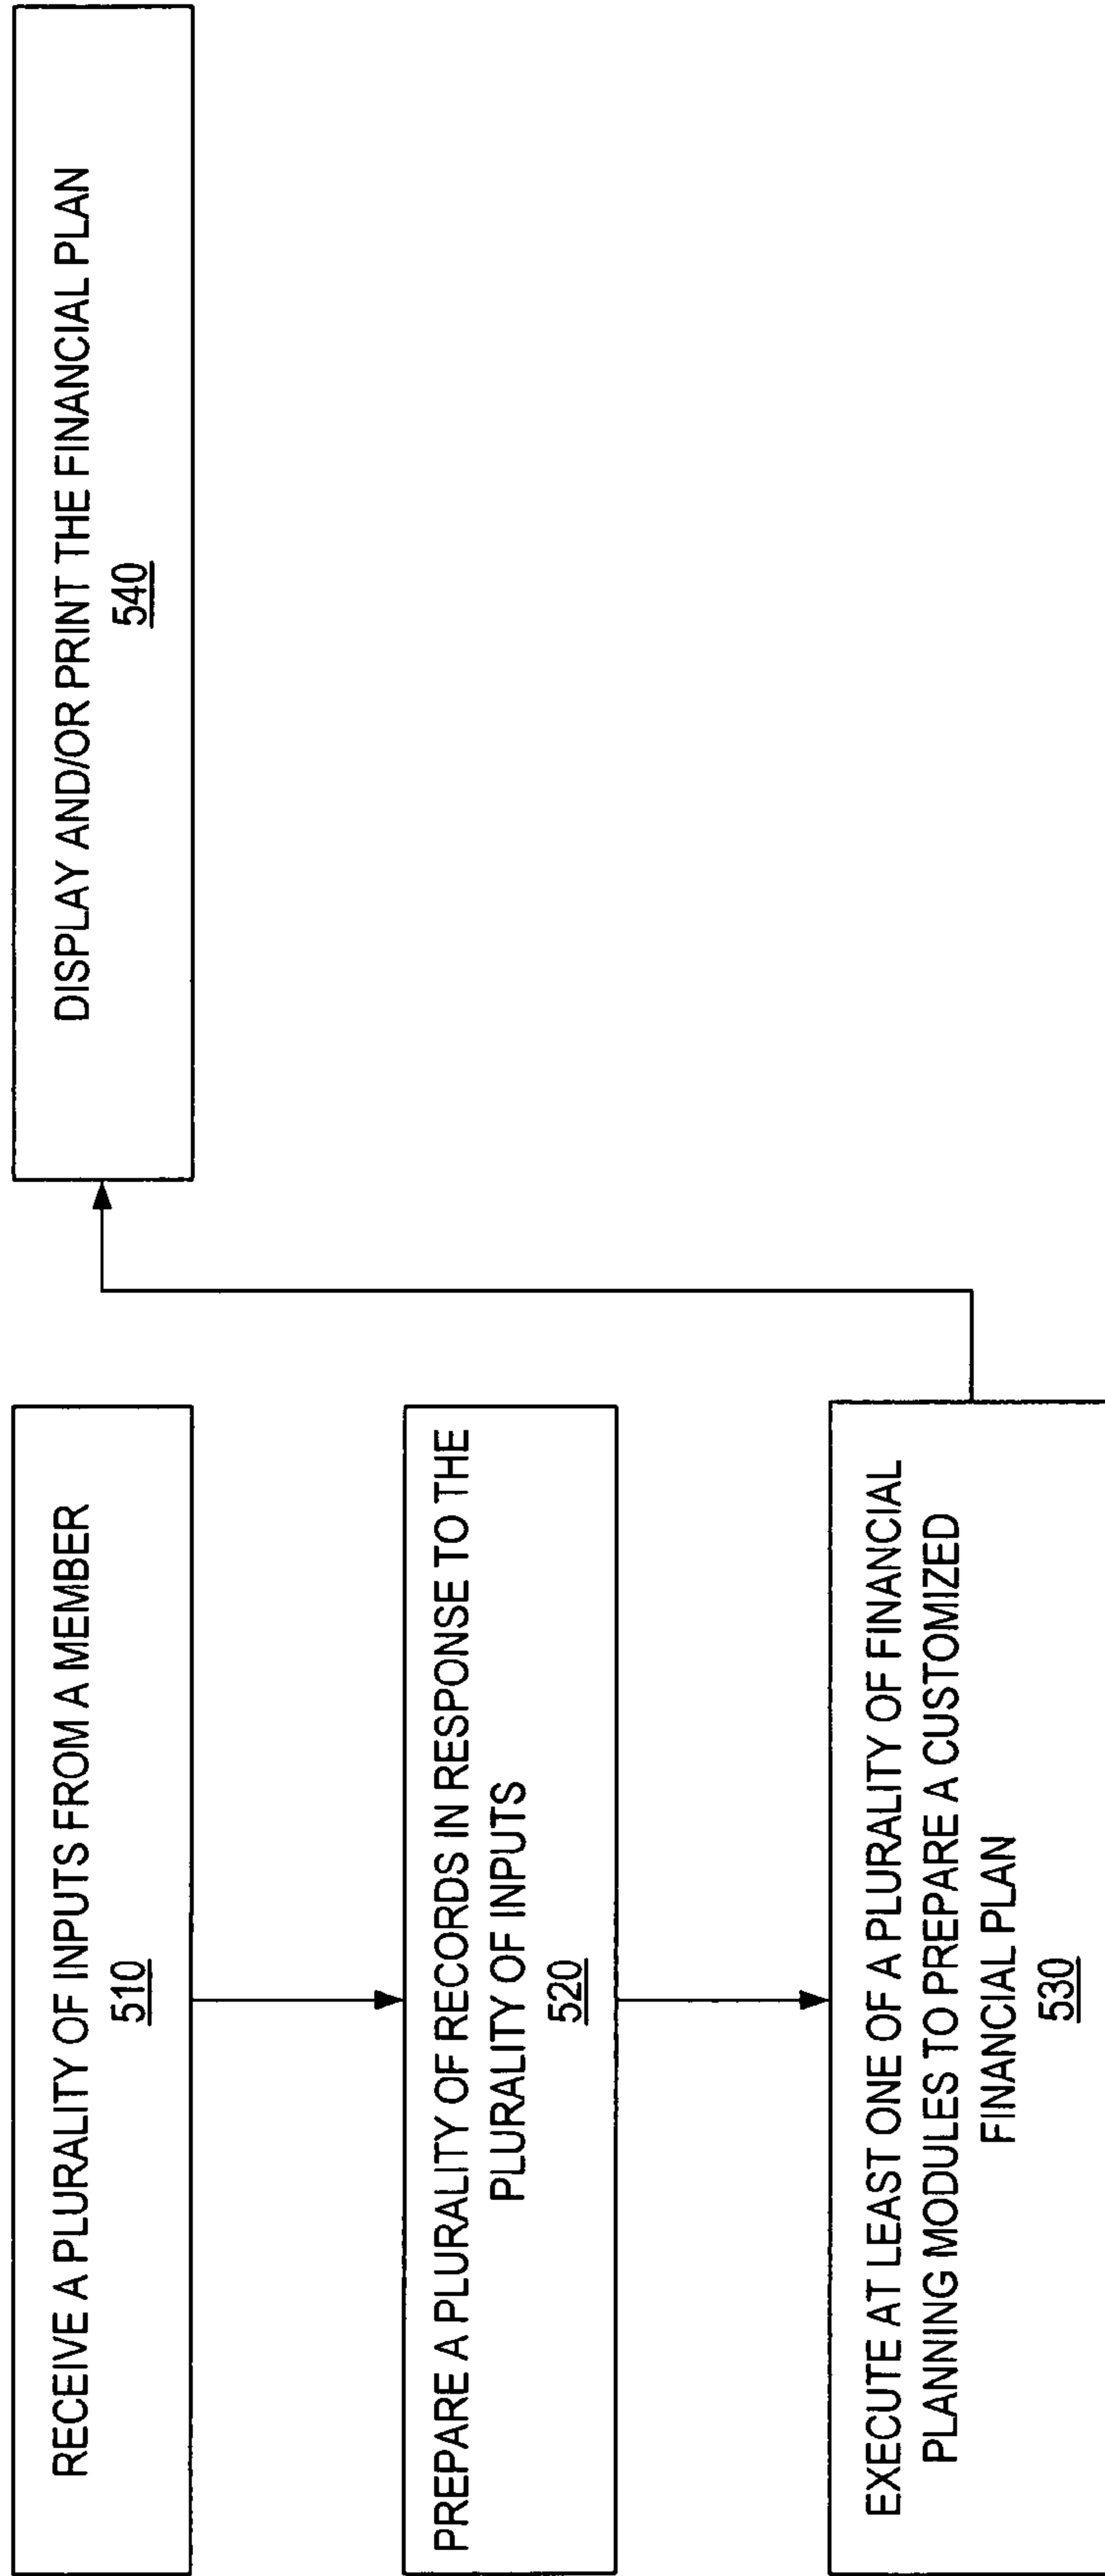 RECEIVE A PLURALITY OF INPUTS FROM A MEMBER
510
PREPARE A PLURALITY OF RECORDS IN RESPONSE TO THE
PLURALITY OF INPUTS
520
EXECUTE AT LEAST ONE OF A PLURALITY OF FINANCIAL
PLANNING MODULES TO PREPARE A CUSTOMIZED
FINANCIAL PLAN
530
DISPLAY AND/OR PRINT THE FINANCIAL PLAN
540